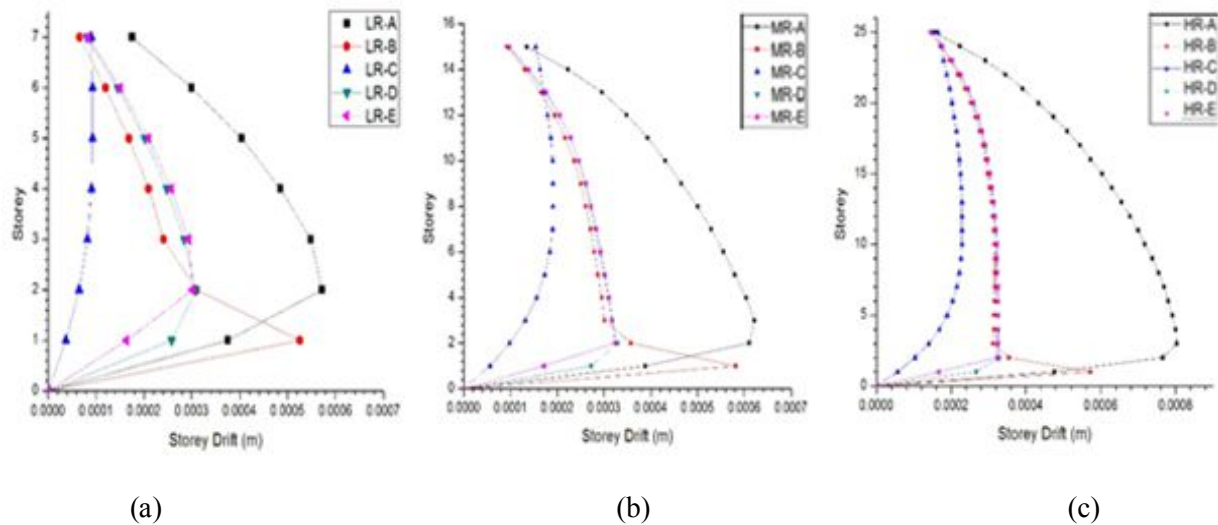 7
6
5
4
3
2
1
0
Storey
0.0000 0.0001 0.0002 0.0003 0.0004 0.0005 0.0006 0.0007
Storey Drift (m)
LR-A
LR-B
LR-C
LR-D
LR-E
(a)
16
14
12
10
8
6
4
2
0
Storey
0.0000 0.0001 0.0002 0.0003 0.0004 0.0005 0.0006 0.0007
Storey Drift (m)
MR-A
MR-B
MR-C
MR-D
MR-E
(b)
25
20
15
10
5
0
Storey
0.0000 0.0002 0.0004 0.0006 0.0008
Storey Drift (m)
HR-A
HR-B
HR-C
HR-D
HR-E
(c)